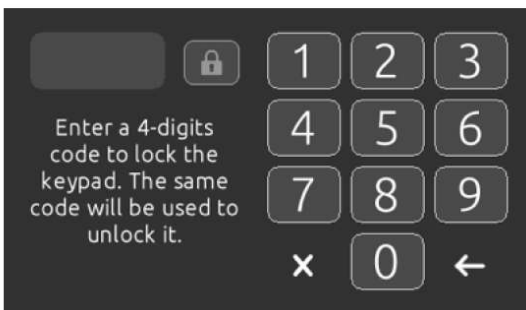 1 2 3
Enter a 4-digits
code to lock the
keypad. The same
code will be used to
unlock it.
4 5 6
7 8 9
× 0 ←